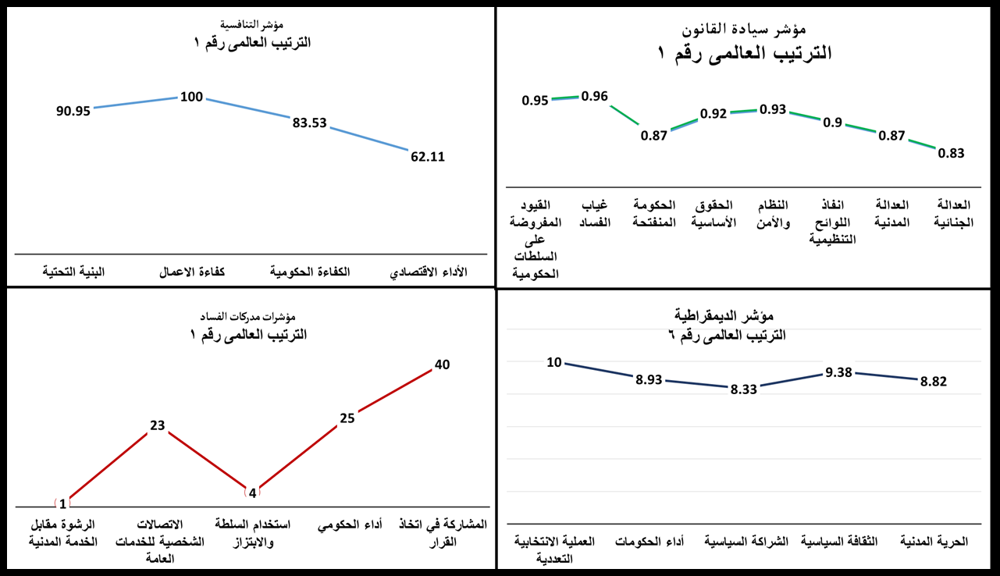 مؤشر سيادة القانون
الترتيب العالمى رقم ١
0.95
0.96
0.87
0.92
0.93
0.9
0.87
0.83
القيود
المفروضة
على
السلطات
الحكومية
غياب
الفساد
الحكومة
المنفتحة
الحقوق
الأساسية
النظام
والأمن
انفاذ
اللوائح
التنظيمية
العدالة
المدنية
العدالة
الجنائية
مؤشر التنافسية
الترتيب العالمى رقم ١
90.95
100
83.53
62.11
البنية التحتية
كفاءة الاعمال
الكفاءة الحكومية
الأداء الاقتصادي
مؤشر الديمقراطية
الترتيب العالمى رقم ٦
10
8.93
8.33
9.38
8.82
العملية الانتخابية
التعددية
أداء الحكومات
الشراكة السياسية
الثقافة السياسية
الحرية المدنية
مؤشرات مدركات الفساد
الترتيب العالمى رقم ١
1
23
4
25
40
الرشوة مقابل
الخدمة المدنية
الاتصالات
الشخصية للخدمات
العامة
استخدام السلطة
والابتزاز
أداء الحكومي
المشاركة في اتخاذ
القرار